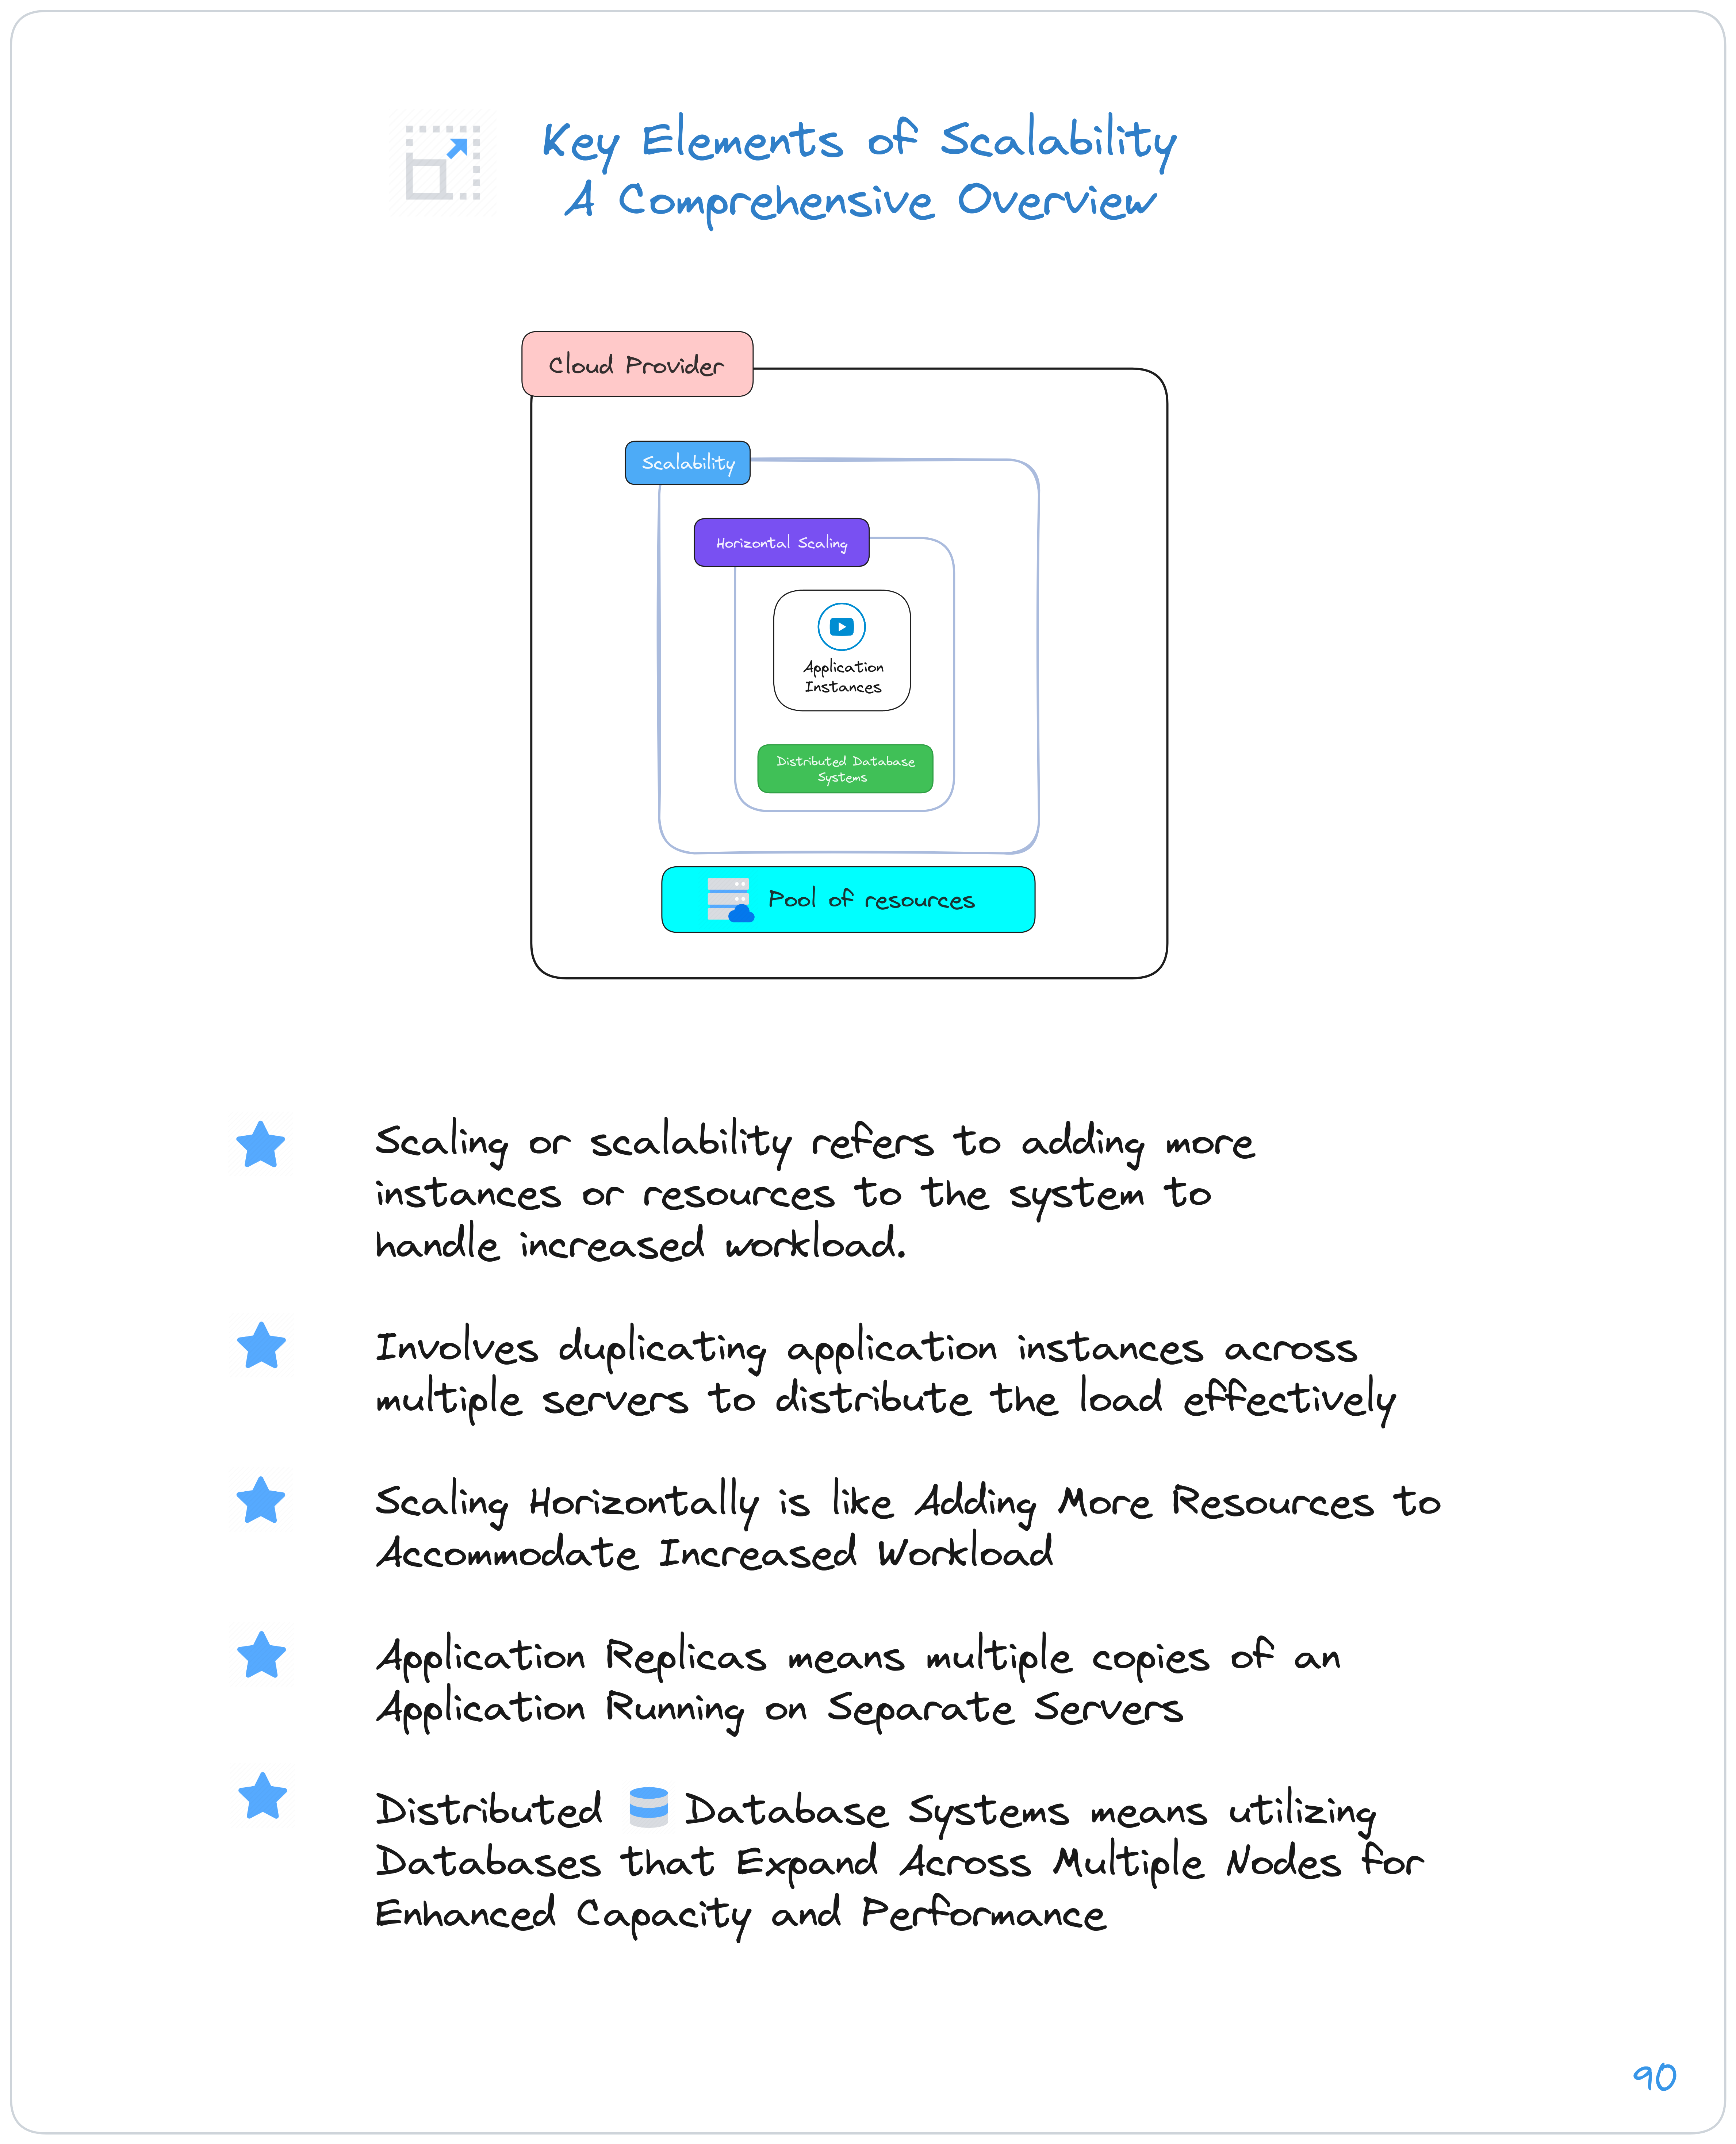 Key Elements of Scalability
A Comprehensive Overview
Cloud Provider
Scalability
Horizontal Scaling
Application
Instances
Distributed Database
Systems
Pool of resources
Scaling or scalability refers to adding more
instances or resources to the system to
handle increased workload.
Involves duplicating application instances across
multiple servers to distribute the load effectively
Scaling Horizontally is like Adding More Resources to
Accommodate Increased Workload
Application Replicas means multiple copies of an
Application Running on Separate Servers
Distributed Database Systems means utilizing
Databases that Expand Across Multiple Nodes for
Enhanced Capacity and Performance
90